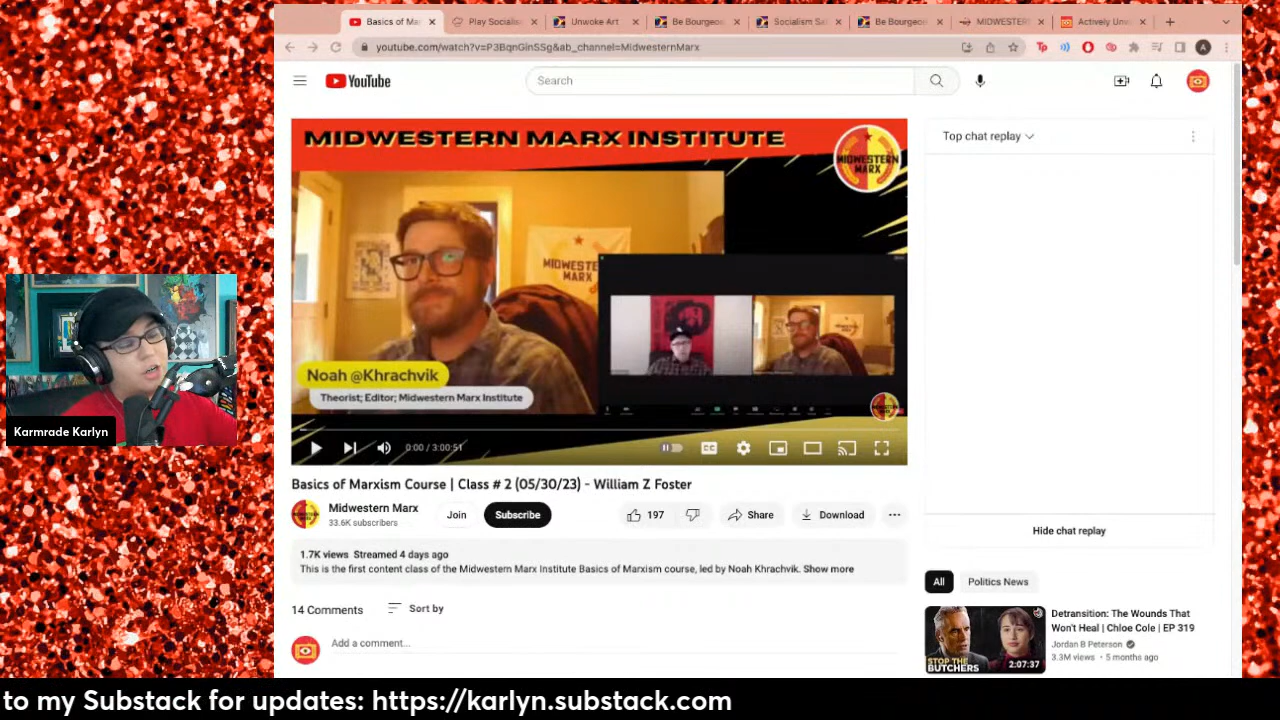 Basics of Mar
Play Socialis
Unwoke Art
Be Bourgeo
Socialism Sa
Be Bourgeoi
MIDWESTER
Actively Unw
youtube.com/watch?v=P3BqnGinSSg&ab_channel=MidwesternMarx
YouTube
Search
MIDWESTERN MARX INSTITUTE
MIDWESTERN
MARX
MIDWESTE
MARX
Noah @Khrachvik
Theorist; Editor; Midwestern Marx Institute
0:00 / 3:00:51
Top chat replay
Hide chat replay
Karmrade Karlyn
Basics of Marxism Course | Class # 2 (05/30/23) - William Z Foster
Midwestern Marx
33.6K subscribers
Join
Subscribe
197
Share
Download
1.7K views Streamed 4 days ago
This is the first content class of the Midwestern Marx Institute Basics of Marxism course, led by Noah Khrachvik. Show more
14 Comments
Sort by
Add a comment...
All
Politics News
STOP THE
BUTCHERS
2:07:37
Detransition: The Wounds That
Won't Heal | Chloe Cole | EP 319
Jordan B Peterson
3.3M views • 5 months ago
to my Substack for updates: https://karlyn.substack.com